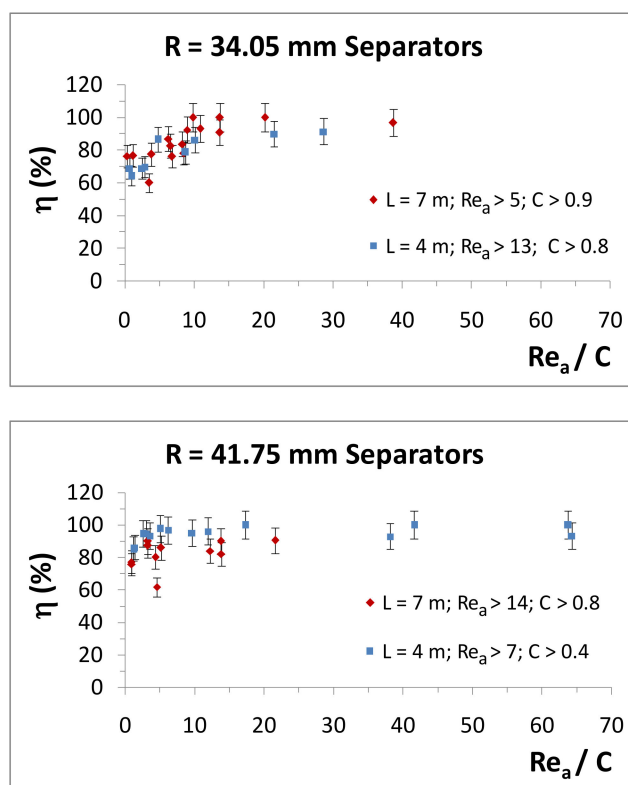 R = 34.05 mm Separators
120
100
80
60
40
20
0
η (%)
L = 7 m; Reₐ > 5; C > 0.9
L = 4 m; Reₐ > 13; C > 0.8
0 10 20 30 40 50 60 70
Reₐ / C
R = 41.75 mm Separators
120
100
80
60
40
20
0
η (%)
L = 7 m; Reₐ > 14; C > 0.8
L = 4 m; Reₐ > 7; C > 0.4
0 10 20 30 40 50 60 70
Reₐ / C